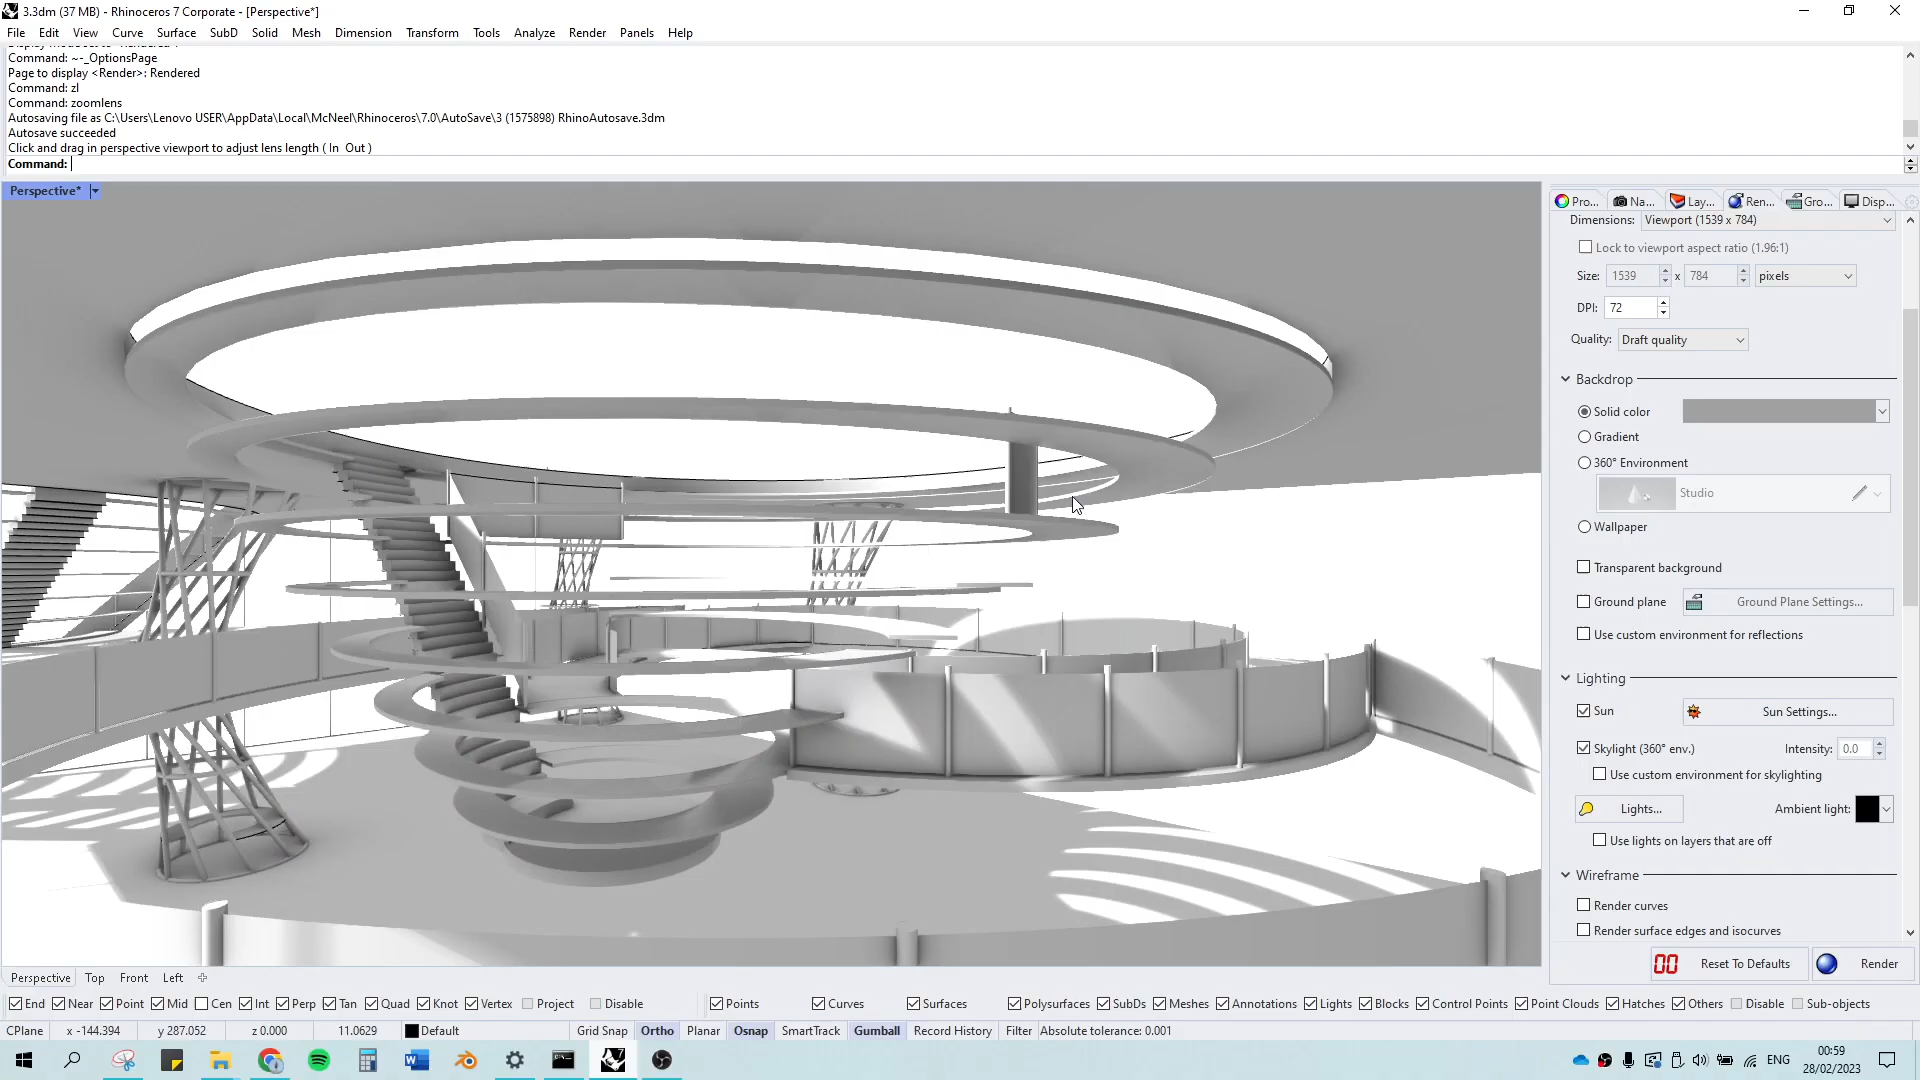 3.3dm (37 MB) - Rhinoceros 7 Corporate - [Perspective*]
File Edit View Curve Surface SubD Solid Mesh Dimension Transform Tools Analyze Render Panels Help
Command: ~-_OptionsPage
Page to display <Render>: Rendered
Command: zl
Command: zoomlens
Autosaving file as C:\Users\Lenovo USER\AppData\Local\McNeel\Rhinoceros\7.0\AutoSave\3 (1575898) RhinoAutosave.3dm
Autosave succeeded
Click and drag in perspective viewport to adjust lens length ( In Out )
Command:
Perspective*
Pro... Na... Lay... Ren... Gro... Disp...
Dimensions: Viewport (1539 x 784)
Lock to viewport aspect ratio (1.96:1)
Size: 1539 x 784 pixels
DPI: 72
Quality: Draft quality
Backdrop
Solid color
Gradient
360° Environment
Studio
Wallpaper
Transparent background
Ground plane Ground Plane Settings...
Use custom environment for reflections
Lighting
Sun Sun Settings...
Skylight (360° env.) Intensity: 0.0
Use custom environment for skylighting
Lights... Ambient light:
Use lights on layers that are off
Wireframe
Render curves
Render surface edges and isocurves
Reset To Defaults Render
Perspective Top Front Left
End Near Point Mid Cen Int Perp Tan Quad Knot Vertex Project Disable Points Curves Surfaces Polysurfaces SubDs Meshes Annotations Lights Blocks Control Points Point Clouds Hatches Others Disable Sub-objects
CPlane x -144.394 y 287.052 z 0.000 11.0629 Default Grid Snap Ortho Planar Osnap SmartTrack Gumball Record History Filter Absolute tolerance: 0.001
ENG 00:59
28/02/2023